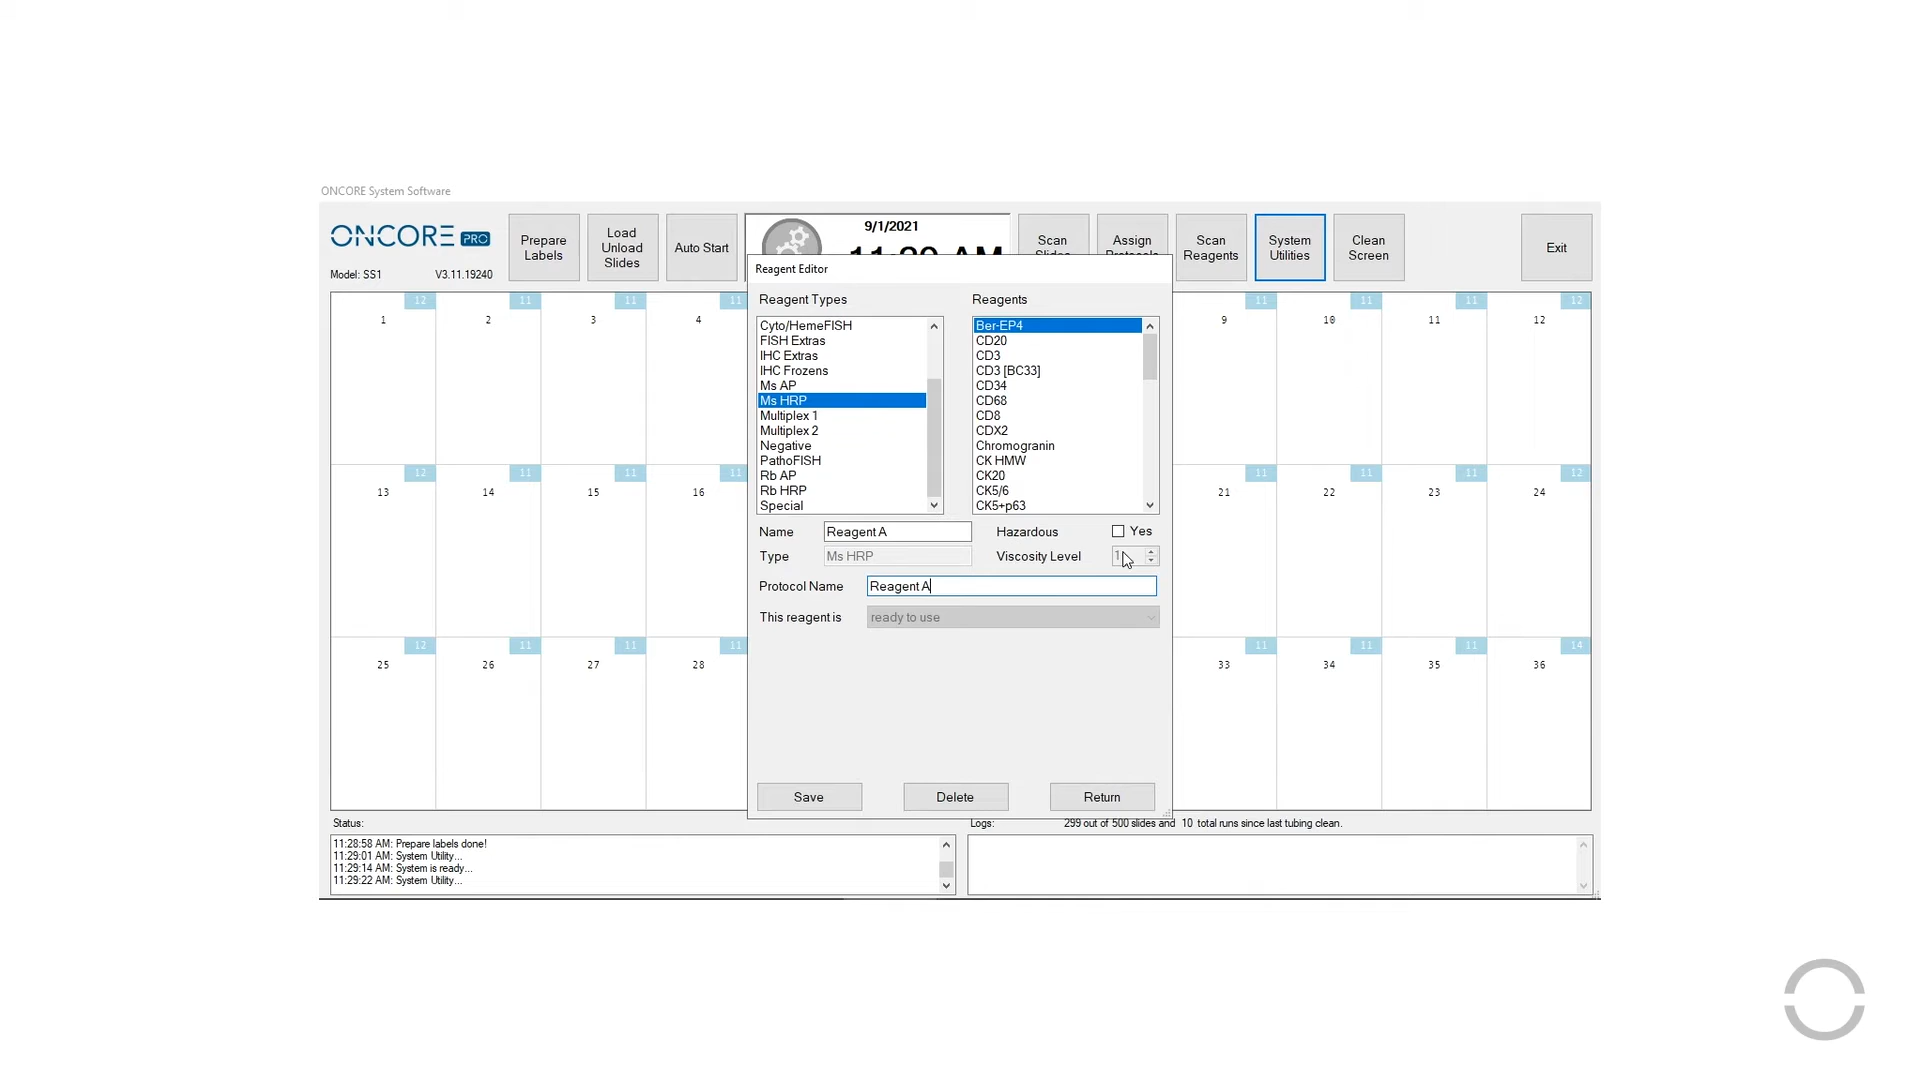 ONCORE System Software
ONCORE PRO
Model: SS1
V3.11.19240
Prepare
Labels
Load
Unload
Slides
Auto Start
9/1/2021
Scan
Assign
Scan
Reagents
System
Utilities
Clean
Screen
Exit
Reagent Editor
Reagent Types
Cyto/HemeFISH
FISH Extras
IHC Extras
IHC Frozens
Ms AP
Ms HRP
Multiplex 1
Multiplex 2
Negative
PathoFISH
Rb AP
Rb HRP
Special
Reagents
Ber-EP4
CD20
CD3
CD3 [BC33]
CD34
CD68
CD8
CDX2
Chromogranin
CK HMW
CK20
CK5/6
CK5+p63
Name
Reagent A
Hazardous
Yes
Type
Ms HRP
Viscosity Level
1
Protocol Name
Reagent A
This reagent is
ready to use
Save
Delete
Return
12 11 11 11 11 11 11 12
1 2 3 4 9 10 11 12
12 11 11 11 11 11 11 12
13 14 15 16 21 22 23 24
12 11 11 11 11 11 11 14
25 26 27 28 33 34 35 36
Status:
11:28:58 AM: Prepare labels done!
11:29:01 AM: System Utility...
11:29:14 AM: System is ready...
11:29:22 AM: System Utility...
Logs:
299 out of 500 slides and 10 total runs since last tubing clean.